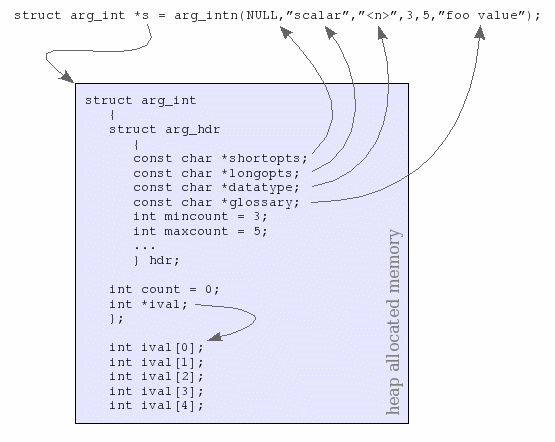 struct arg_int *s = arg_intn(NULL,"scalar","<n>",3,5,"foo value");
struct arg_int
{
struct arg_hdr
{
const char *shortopts;
const char *longopts;
const char *datatype;
const char *glossary;
int mincount = 3;
int maxcount = 5;
...
} hdr;
int count = 0;
int *ival;
};
int ival[0];
int ival[1];
int ival[2];
int ival[3];
int ival[4];
heap allocated memory